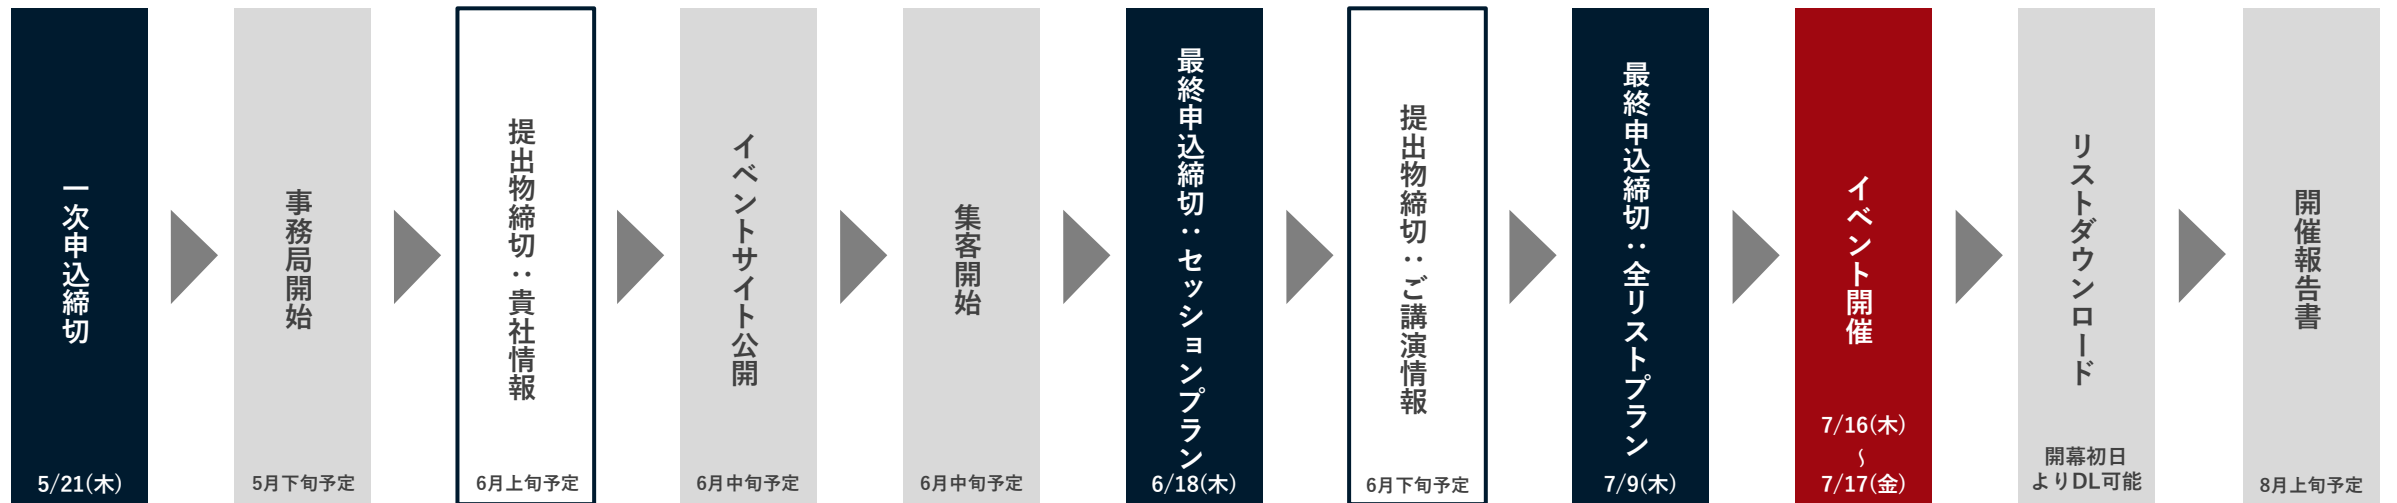 一次申込締切
5/21(木)
事務局開始
5月下旬予定
提出物締切：貴社情報
6月上旬予定
イベントサイト公開
6月中旬予定
集客開始
6月中旬予定
最終申込締切：セッションプラン
6/18(木)
提出物締切：ご講演情報
6月下旬予定
最終申込締切：全リストプラン
7/9(木)
イベント開催
7/16(木)
～
7/17(金)
リストダウンロード
開幕初日
よりDL可能
開催報告書
8月上旬予定